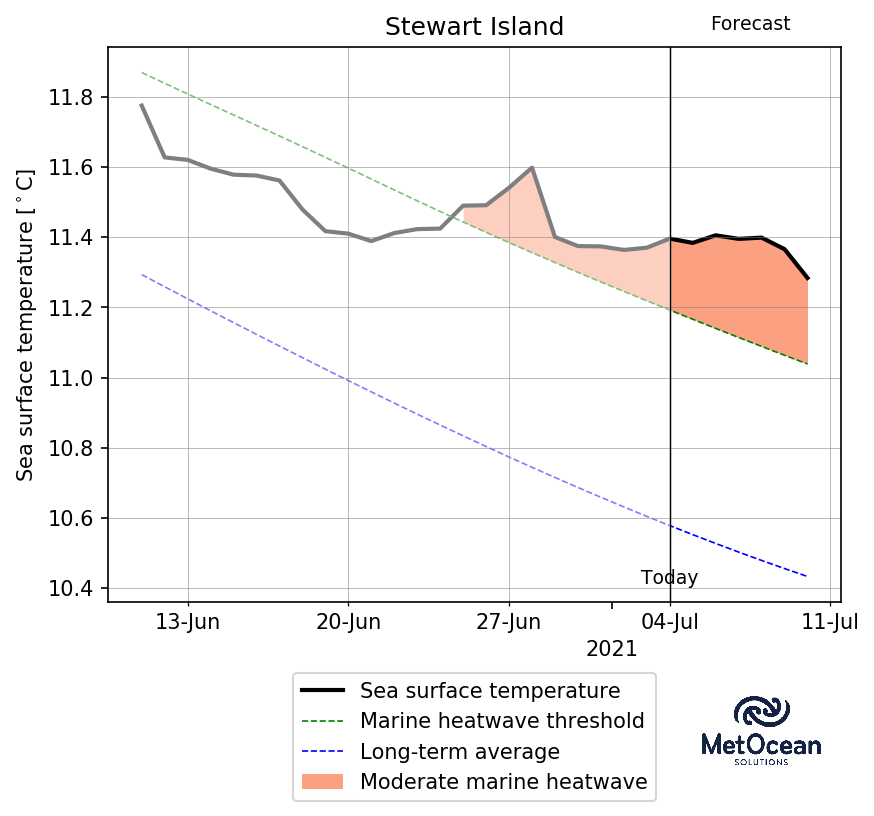 Stewart Island
Forecast
Sea surface temperature [°C]
11.8
11.6
11.4
11.2
11.0
10.8
10.6
10.4
Today
13-Jun
20-Jun
27-Jun
04-Jul
11-Jul
2021
Sea surface temperature
Marine heatwave threshold
Long-term average
Moderate marine heatwave
MetOcean
SOLUTIONS